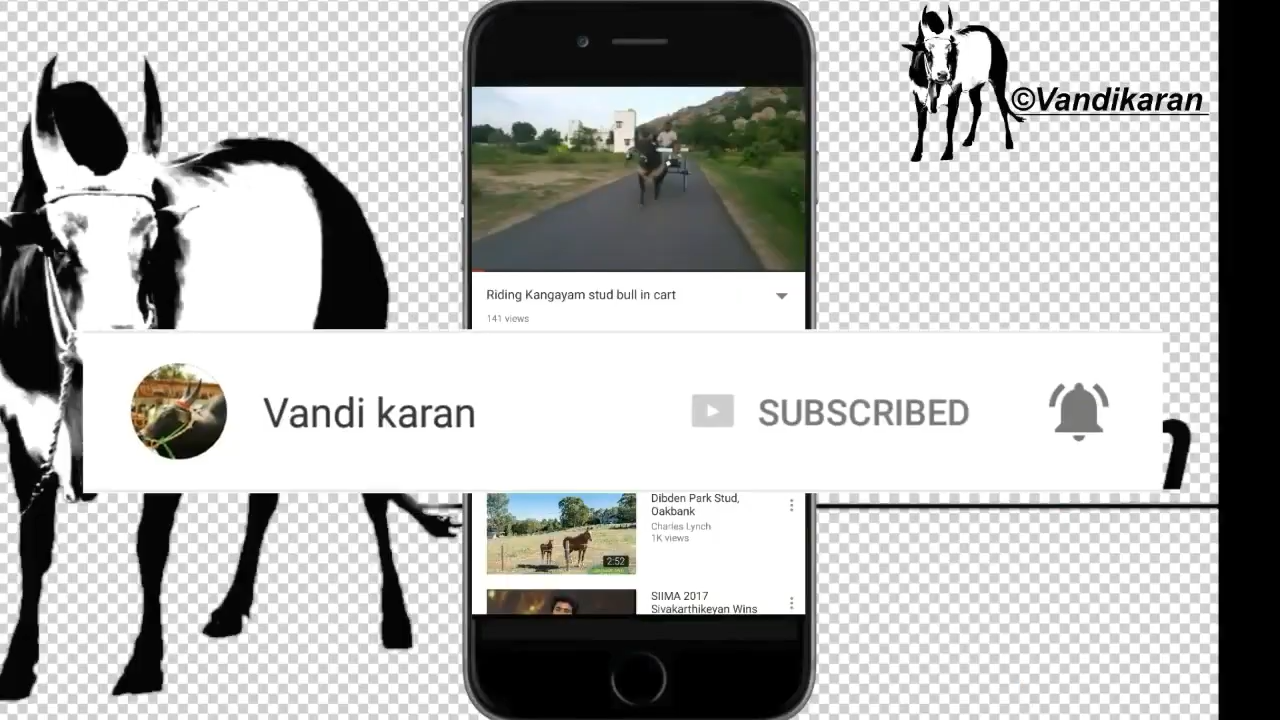 ©Vandikaran
Riding Kangayam stud bull in cart
141 views
Vandi karan
SUBSCRIBED
Dibden Park Stud,
Oakbank
Charles Lynch
1K views
2:52
SIIMA 2017
Sivakarthikeyan Wins